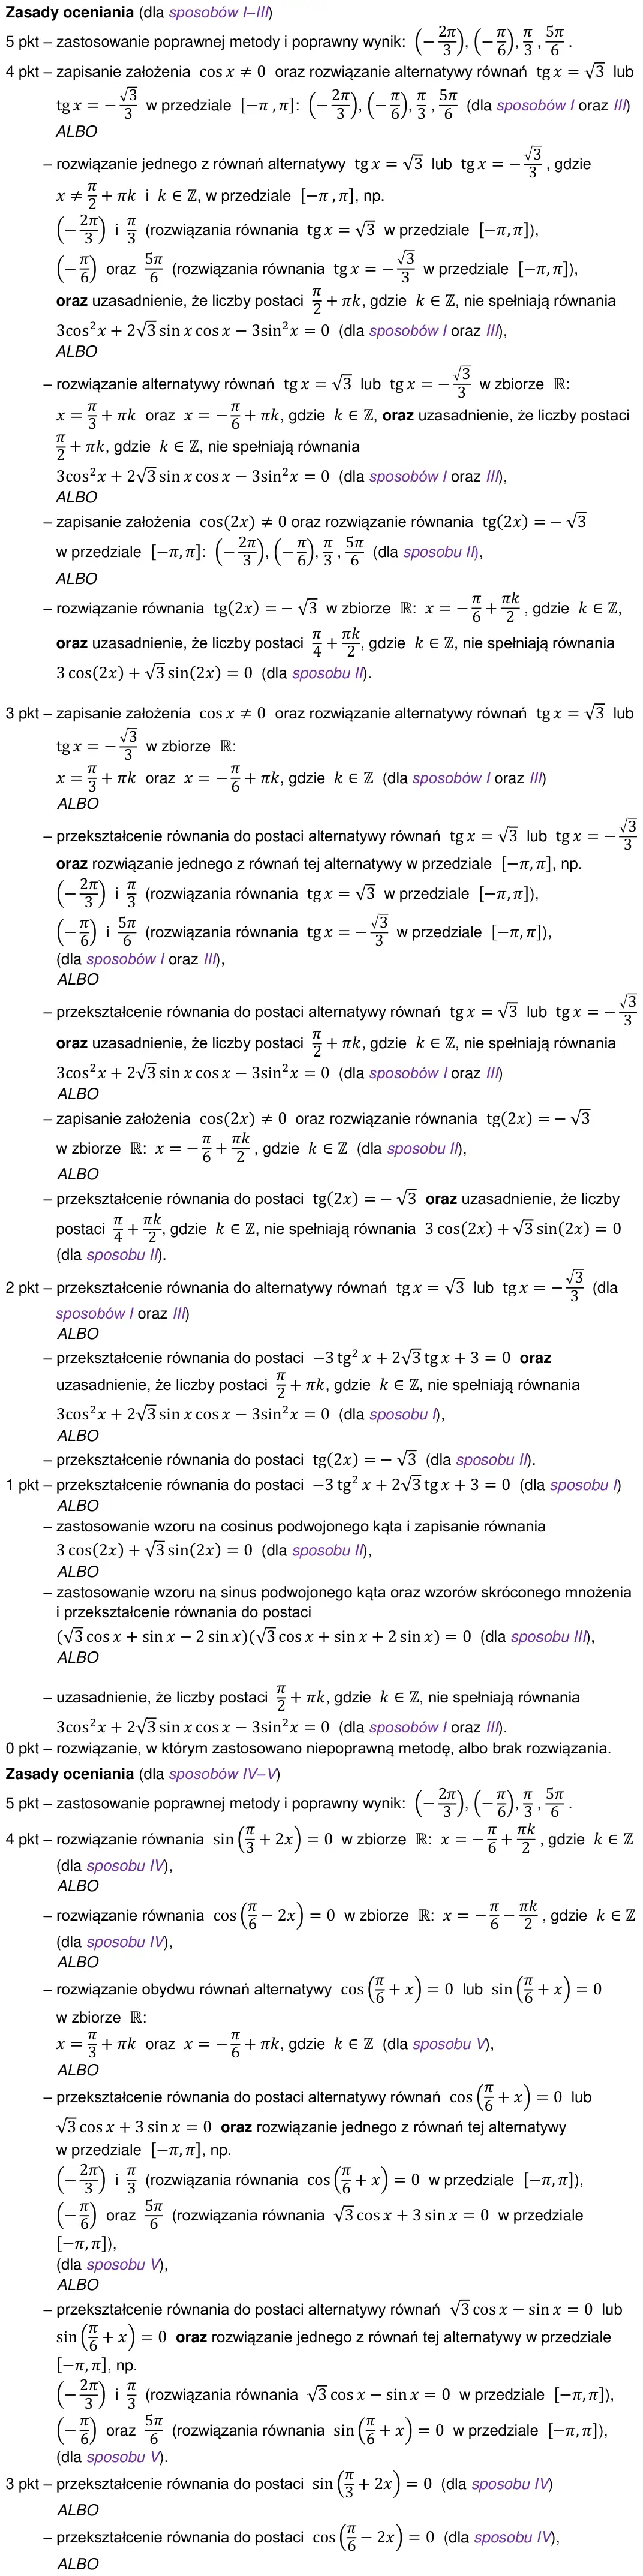 Zasady oceniania (dla sposobów I–III)
5 pkt – zastosowanie poprawnej metody i poprawny wynik: (−2π/3), (−π/6), π/3, 5π/6.
4 pkt – zapisanie założenia cos x ≠ 0 oraz rozwiązanie alternatywy równań tg x = √3 lub
tg x = −√3/3 w przedziale [−π, π]: (−2π/3), (−π/6), π/3, 5π/6 (dla sposobów I oraz III)
ALBO
– rozwiązanie jednego z równań alternatywy tg x = √3 lub tg x = −√3/3, gdzie
x ≠ π/2 + πk i k ∈ ℤ, w przedziale [−π, π], np.
(−2π/3) i π/3 (rozwiązania równania tg x = √3 w przedziale [−π, π]),
(−π/6) oraz 5π/6 (rozwiązania równania tg x = −√3/3 w przedziale [−π, π]),
oraz uzasadnienie, że liczby postaci π/2 + πk, gdzie k ∈ ℤ, nie spełniają równania
3cos²x + 2√3 sin x cos x − 3sin²x = 0 (dla sposobów I oraz III),
ALBO
– rozwiązanie alternatywy równań tg x = √3 lub tg x = −√3/3 w zbiorze ℝ:
x = π/3 + πk oraz x = −π/6 + πk, gdzie k ∈ ℤ, oraz uzasadnienie, że liczby postaci
π/2 + πk, gdzie k ∈ ℤ, nie spełniają równania
3cos²x + 2√3 sin x cos x − 3sin²x = 0 (dla sposobów I oraz III),
ALBO
– zapisanie założenia cos(2x) ≠ 0 oraz rozwiązanie równania tg(2x) = −√3
w przedziale [−π, π]: (−2π/3), (−π/6), π/3, 5π/6 (dla sposobu II),
ALBO
– rozwiązanie równania tg(2x) = −√3 w zbiorze ℝ: x = −π/6 + πk/2, gdzie k ∈ ℤ,
oraz uzasadnienie, że liczby postaci π/4 + πk/2, gdzie k ∈ ℤ, nie spełniają równania
3 cos(2x) + √3 sin(2x) = 0 (dla sposobu II).
3 pkt – zapisanie założenia cos x ≠ 0 oraz rozwiązanie alternatywy równań tg x = √3 lub
tg x = −√3/3 w zbiorze ℝ:
x = π/3 + πk oraz x = −π/6 + πk, gdzie k ∈ ℤ (dla sposobów I oraz III)
ALBO
– przekształcenie równania do postaci alternatywy równań tg x = √3 lub tg x = −√3/3
oraz rozwiązanie jednego z równań tej alternatywy w przedziale [−π, π], np.
(−2π/3) i π/3 (rozwiązania równania tg x = √3 w przedziale [−π, π]),
(−π/6) i 5π/6 (rozwiązania równania tg x = −√3/3 w przedziale [−π, π]),
(dla sposobów I oraz III),
ALBO
– przekształcenie równania do postaci alternatywy równań tg x = √3 lub tg x = −√3/3
oraz uzasadnienie, że liczby postaci π/2 + πk, gdzie k ∈ ℤ, nie spełniają równania
3cos²x + 2√3 sin x cos x − 3sin²x = 0 (dla sposobów I oraz III)
ALBO
– zapisanie założenia cos(2x) ≠ 0 oraz rozwiązanie równania tg(2x) = −√3
w zbiorze ℝ: x = −π/6 + πk/2, gdzie k ∈ ℤ (dla sposobu II),
ALBO
– przekształcenie równania do postaci tg(2x) = −√3 oraz uzasadnienie, że liczby
postaci π/4 + πk/2, gdzie k ∈ ℤ, nie spełniają równania 3 cos(2x) + √3 sin(2x) = 0
(dla sposobu II).
2 pkt – przekształcenie równania do alternatywy równań tg x = √3 lub tg x = −√3/3 (dla
sposobów I oraz III)
ALBO
– przekształcenie równania do postaci −3 tg² x + 2√3 tg x + 3 = 0 oraz
uzasadnienie, że liczby postaci π/2 + πk, gdzie k ∈ ℤ, nie spełniają równania
3cos²x + 2√3 sin x cos x − 3sin²x = 0 (dla sposobu I),
ALBO
– przekształcenie równania do postaci tg(2x) = −√3 (dla sposobu II).
1 pkt – przekształcenie równania do postaci −3 tg² x + 2√3 tg x + 3 = 0 (dla sposobu I)
ALBO
– zastosowanie wzoru na cosinus podwojonego kąta i zapisanie równania
3 cos(2x) + √3 sin(2x) = 0 (dla sposobu II),
ALBO
– zastosowanie wzoru na sinus podwojonego kąta oraz wzorów skróconego mnożenia
i przekształcenie równania do postaci
(√3 cos x + sin x − 2 sin x)(√3 cos x + sin x + 2 sin x) = 0 (dla sposobu III),
ALBO
– uzasadnienie, że liczby postaci π/2 + πk, gdzie k ∈ ℤ, nie spełniają równania
3cos²x + 2√3 sin x cos x − 3sin²x = 0 (dla sposobów I oraz III).
0 pkt – rozwiązanie, w którym zastosowano niepoprawną metodę, albo brak rozwiązania.
Zasady oceniania (dla sposobów IV–V)
5 pkt – zastosowanie poprawnej metody i poprawny wynik: (−2π/3), (−π/6), π/3, 5π/6.
4 pkt – rozwiązanie równania sin(π/3 + 2x) = 0 w zbiorze ℝ: x = −π/6 + πk/2, gdzie k ∈ ℤ
(dla sposobu IV),
ALBO
– rozwiązanie równania cos(π/6 − 2x) = 0 w zbiorze ℝ: x = −π/6 − πk/2, gdzie k ∈ ℤ
(dla sposobu IV),
ALBO
– rozwiązanie obydwu równań alternatywy cos(π/6 + x) = 0 lub sin(π/6 + x) = 0
w zbiorze ℝ:
x = π/3 + πk oraz x = −π/6 + πk, gdzie k ∈ ℤ (dla sposobu V),
ALBO
– przekształcenie równania do postaci alternatywy równań cos(π/6 + x) = 0 lub
√3 cos x + 3 sin x = 0 oraz rozwiązanie jednego z równań tej alternatywy
w przedziale [−π, π], np.
(−2π/3) i π/3 (rozwiązania równania cos(π/6 + x) = 0 w przedziale [−π, π]),
(−π/6) oraz 5π/6 (rozwiązania równania √3 cos x + 3 sin x = 0 w przedziale
[−π, π]),
(dla sposobu V),
ALBO
– przekształcenie równania do postaci alternatywy równań √3 cos x − sin x = 0 lub
sin(π/6 + x) = 0 oraz rozwiązanie jednego z równań tej alternatywy w przedziale
[−π, π], np.
(−2π/3) i π/3 (rozwiązania równania √3 cos x − sin x = 0 w przedziale [−π, π]),
(−π/6) oraz 5π/6 (rozwiązania równania sin(π/6 + x) = 0 w przedziale [−π, π]),
(dla sposobu V).
3 pkt – przekształcenie równania do postaci sin(π/3 + 2x) = 0 (dla sposobu IV)
ALBO
– przekształcenie równania do postaci cos(π/6 − 2x) = 0 (dla sposobu IV),
ALBO